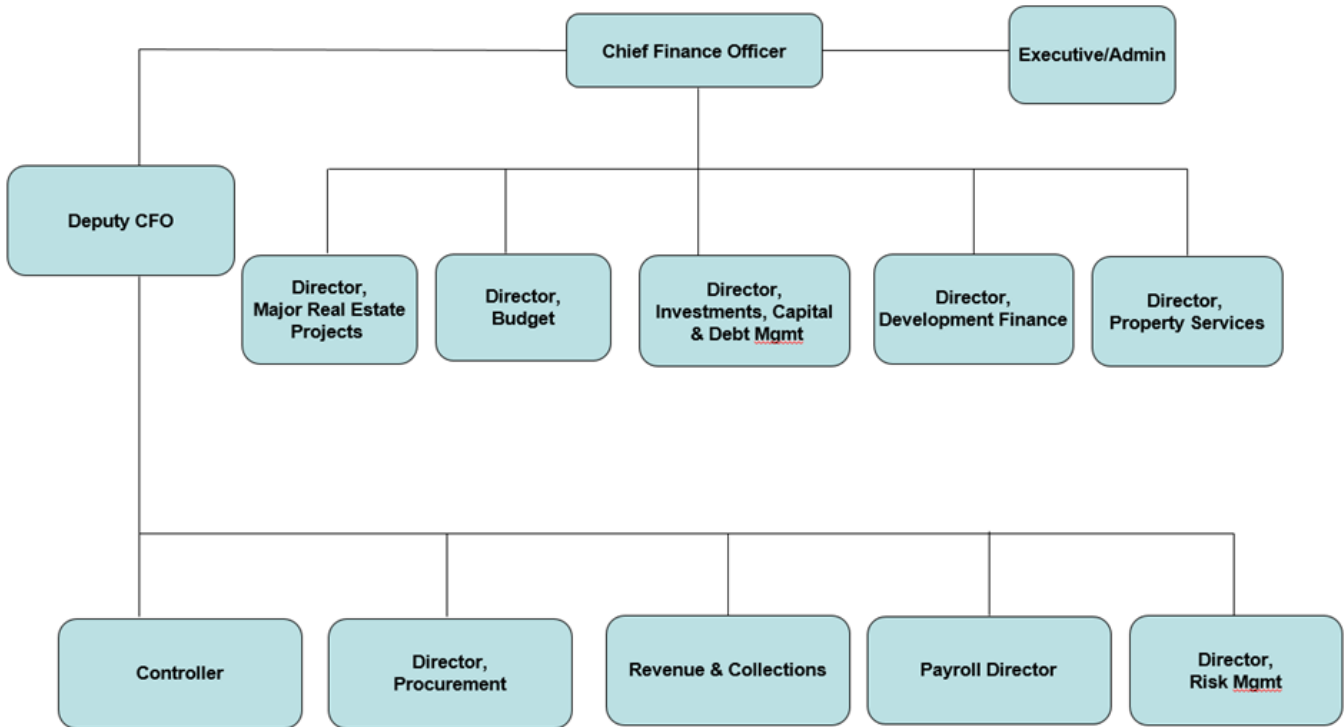 Chief Finance Officer
Executive/Admin
Deputy CFO
Director,
Major Real Estate
Projects
Director,
Budget
Director,
Investments, Capital
& Debt Mgmt
Director,
Development Finance
Director,
Property Services
Controller
Director,
Procurement
Revenue & Collections
Payroll Director
Director,
Risk Mgmt